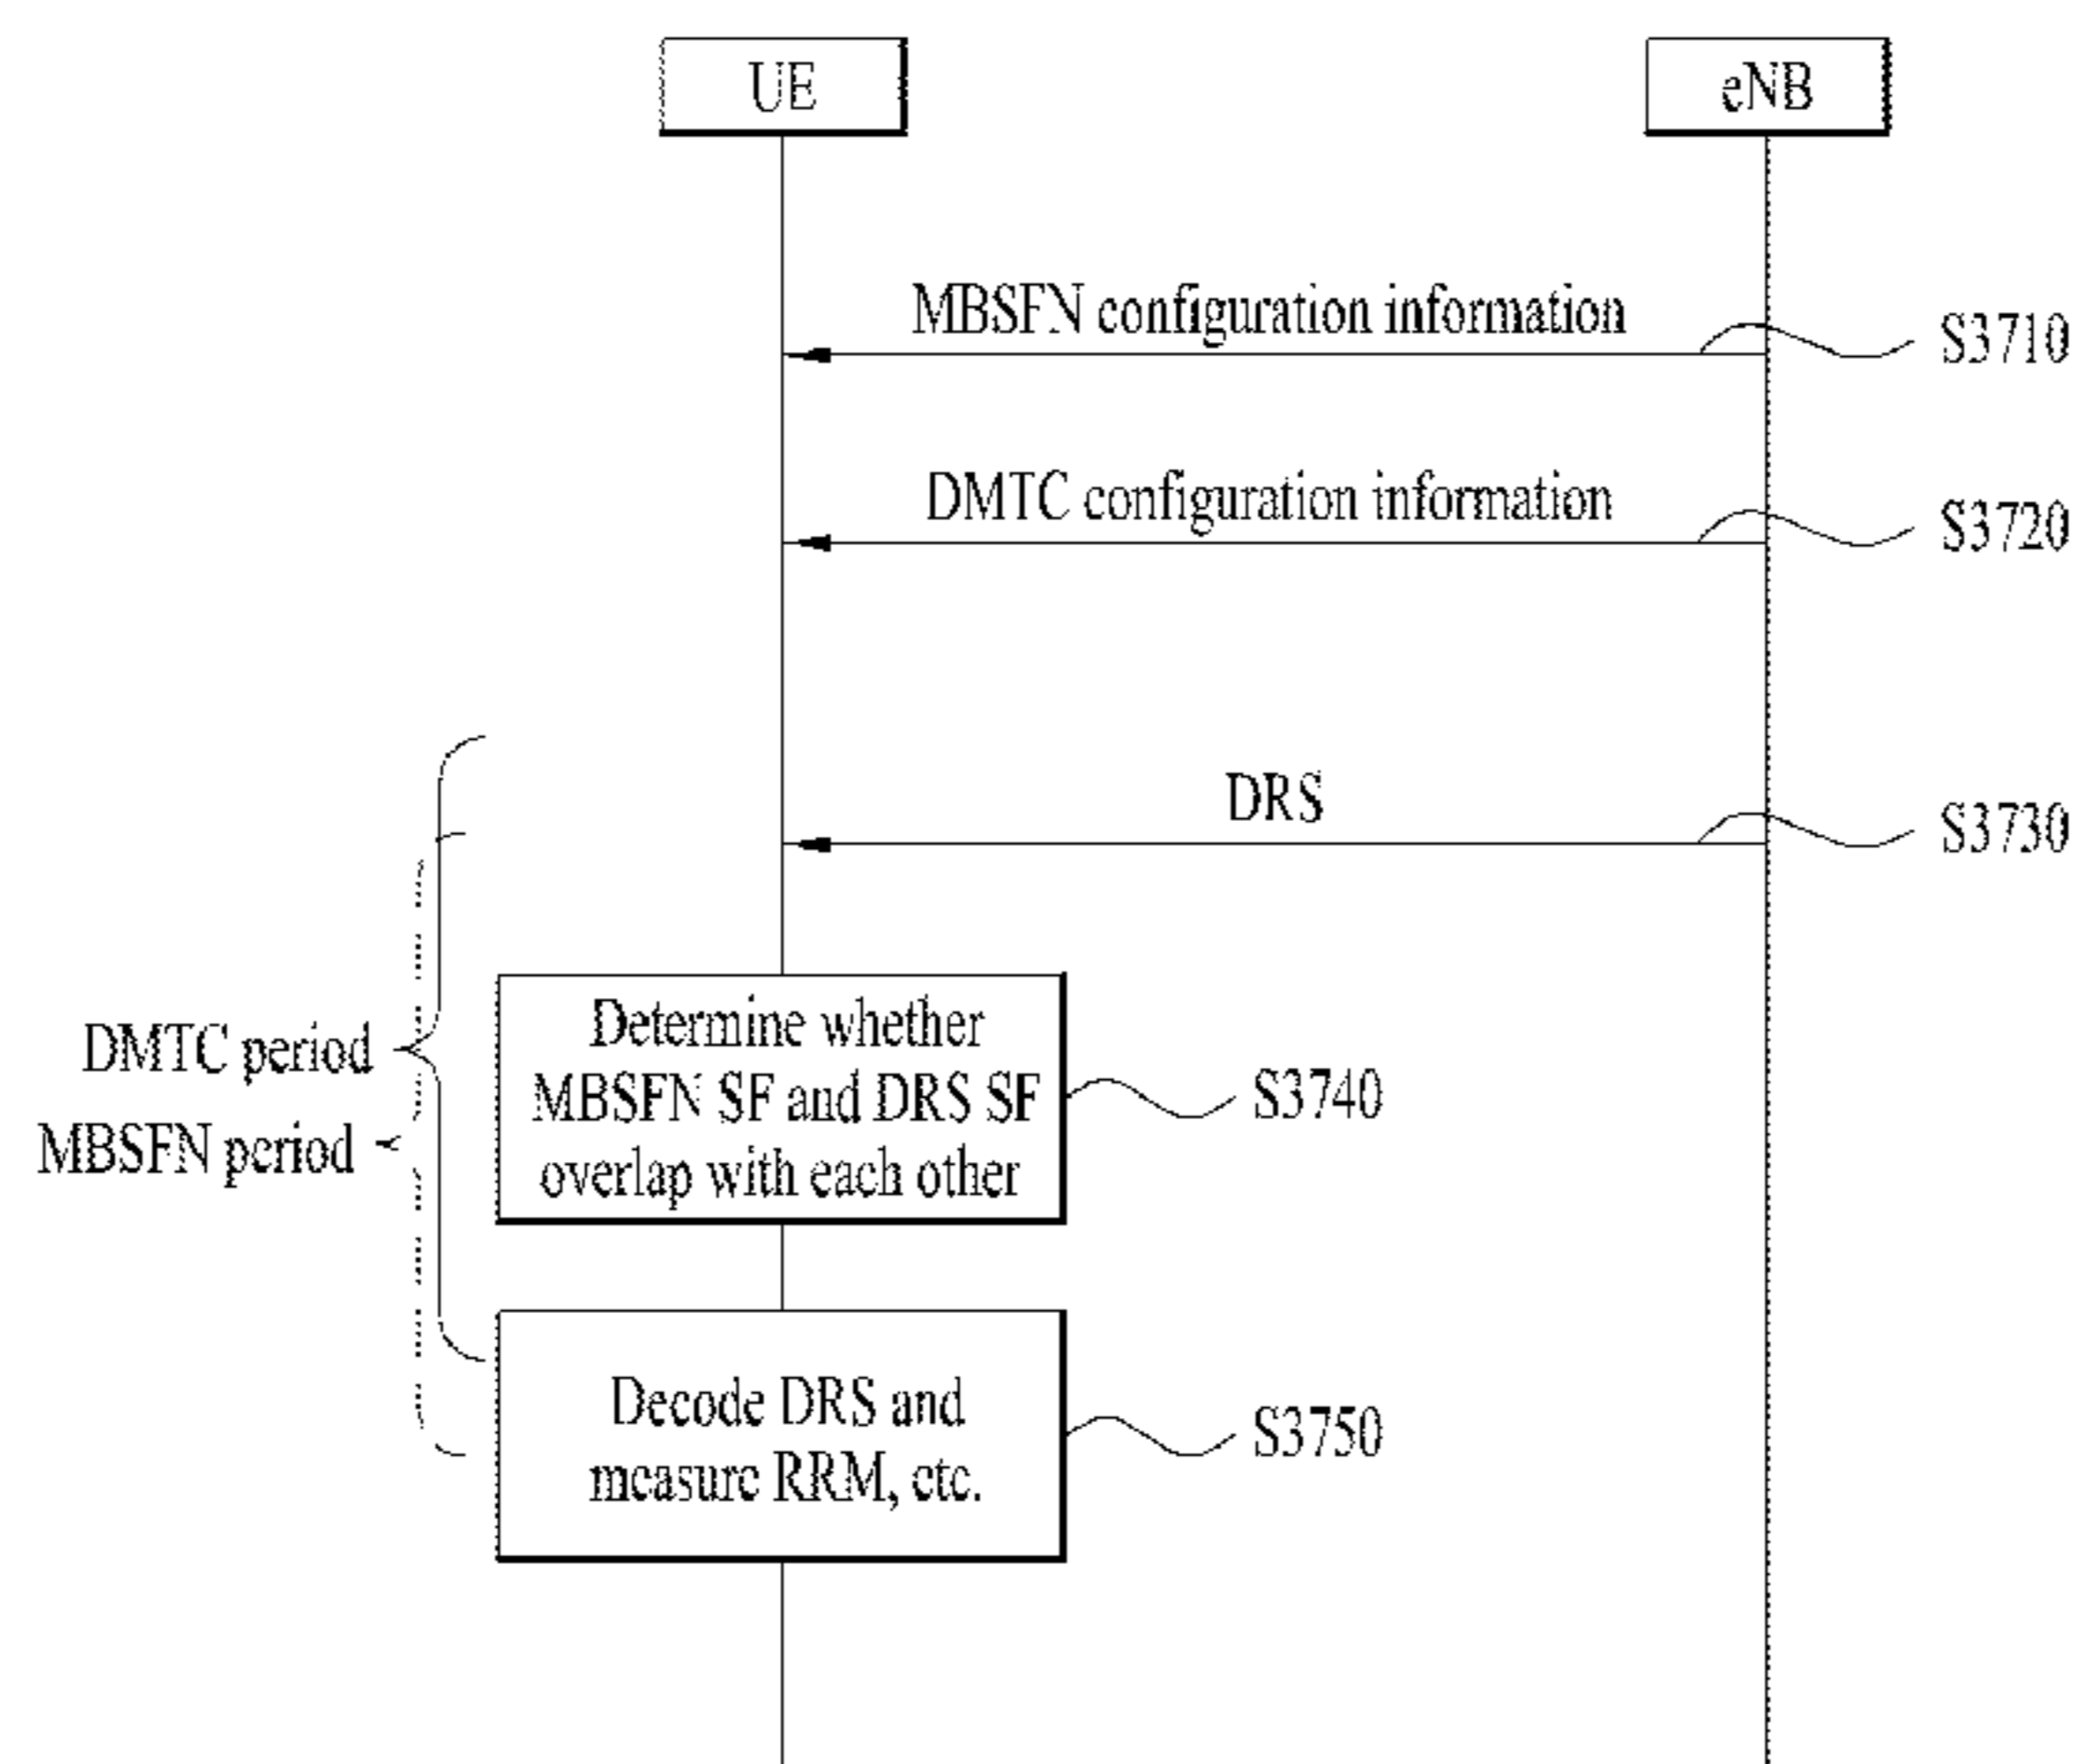 UE
eNB
MBSFN configuration information
S3710
DMTC configuration information
S3720
DRS
S3730
DMTC period
MBSFN period
Determine whether
MBSFN SF and DRS SF
overlap with each other
S3740
Decode DRS and
measure RRM, etc.
S3750